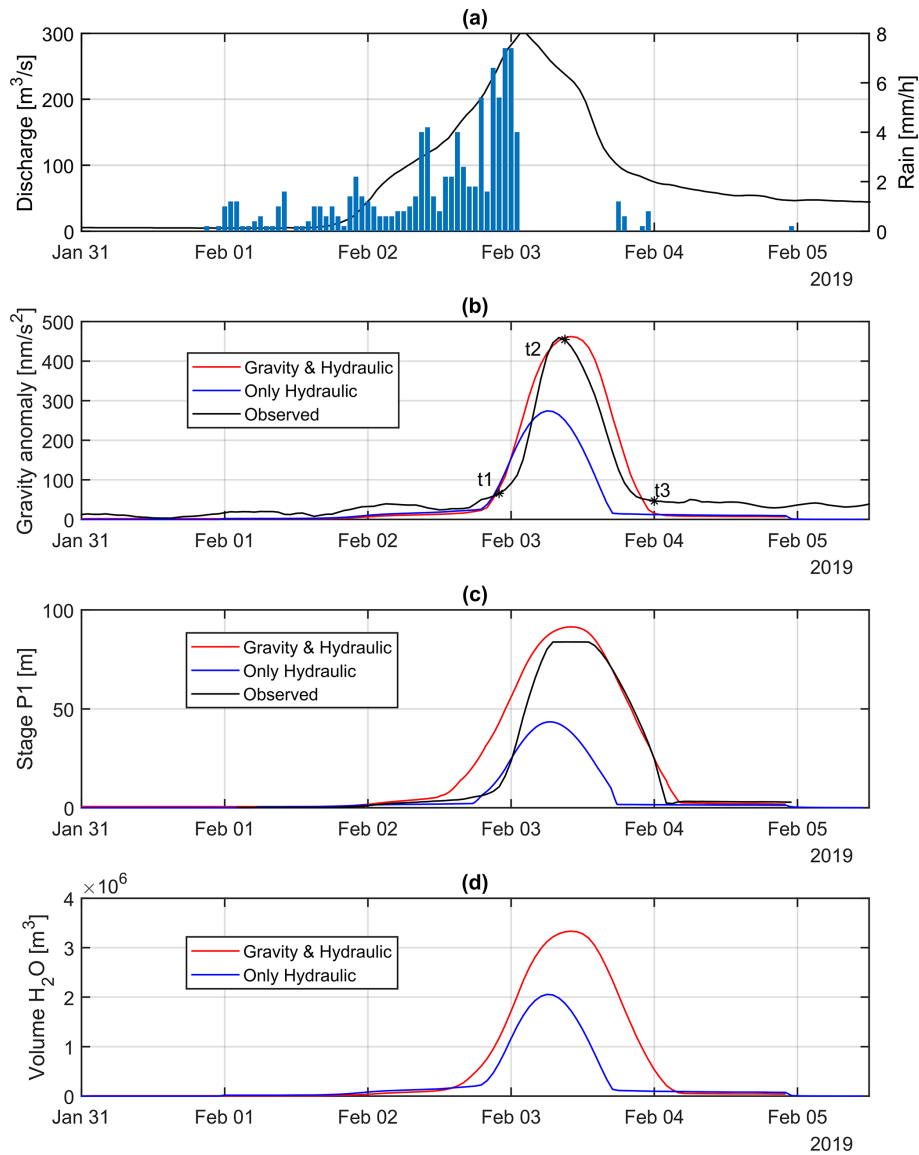 (a)
Discharge [m³/s]
300
200
100
0
8
6
4
2
0
Rain [mm/h]
Jan 31 Feb 01 Feb 02 Feb 03 Feb 04 Feb 05
2019
(b)
Gravity anomaly [nm/s²]
500
400
300
200
100
0
Gravity & Hydraulic
Only Hydraulic
Observed
t1
t2
t3
Jan 31 Feb 01 Feb 02 Feb 03 Feb 04 Feb 05
2019
(c)
Stage P1 [m]
100
50
0
Gravity & Hydraulic
Only Hydraulic
Observed
Jan 31 Feb 01 Feb 02 Feb 03 Feb 04 Feb 05
2019
(d)
×10⁶
Volume H₂O [m³]
4
3
2
1
0
Gravity & Hydraulic
Only Hydraulic
Jan 31 Feb 01 Feb 02 Feb 03 Feb 04 Feb 05
2019